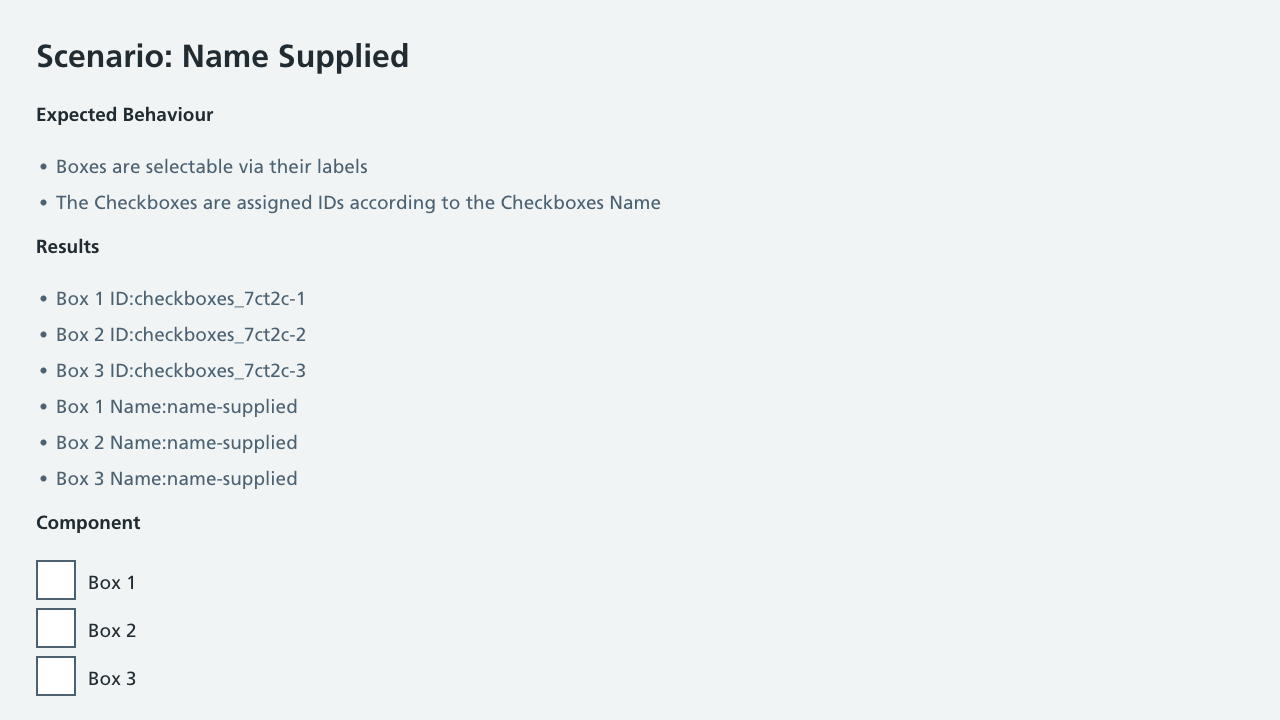 Scenario: Name Supplied
Expected Behaviour
• Boxes are selectable via their labels
• The Checkboxes are assigned IDs according to the Checkboxes Name
Results
• Box 1 ID:checkboxes_7ct2c-1
• Box 2 ID:checkboxes_7ct2c-2
• Box 3 ID:checkboxes_7ct2c-3
• Box 1 Name:name-supplied
• Box 2 Name:name-supplied
• Box 3 Name:name-supplied
Component
Box 1
Box 2
Box 3